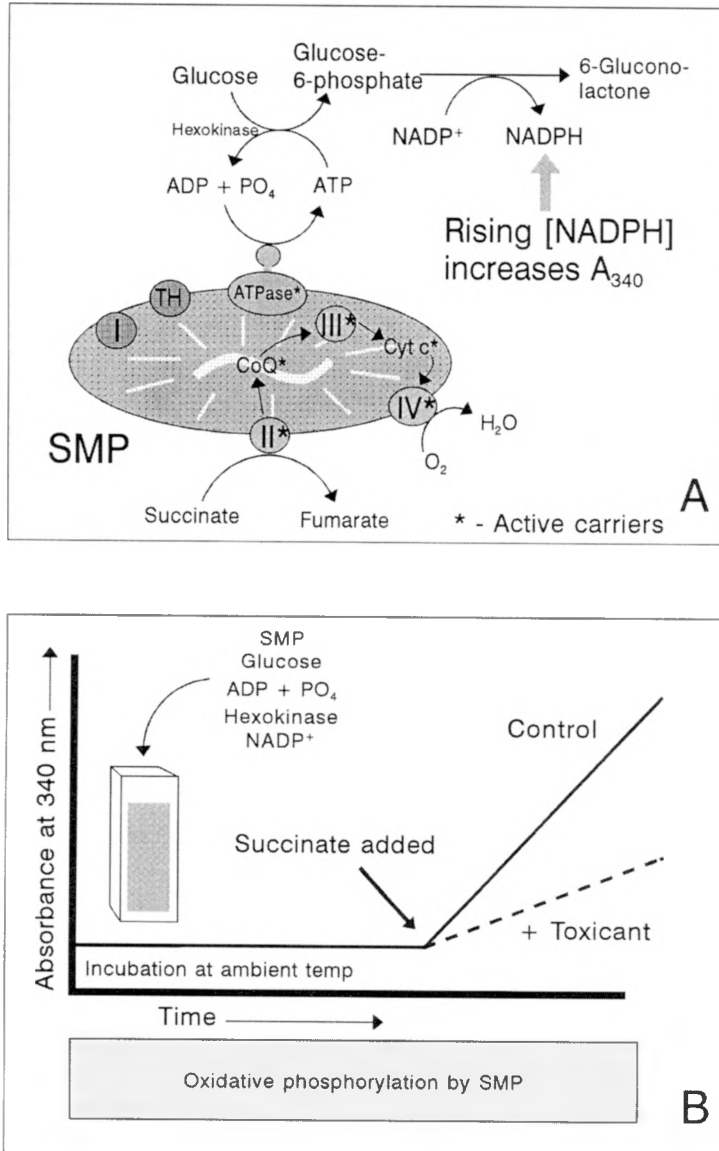 Glucose
Glucose-
6-phosphate
6-Glucono-
lactone
Hexokinase
NADP⁺
NADPH
ADP + PO₄
ATP
Rising [NADPH]
increases A₃₄₀
ATPase*
TH
I
III*
Cyt c*
CoQ*
IV*
II*
H₂O
O₂
SMP
Succinate
Fumarate
* - Active carriers
A
SMP
Glucose
ADP + PO₄
Hexokinase
NADP⁺
Absorbance at 340 nm
Control
Succinate added
+ Toxicant
Incubation at ambient temp
Time
Oxidative phosphorylation by SMP
B